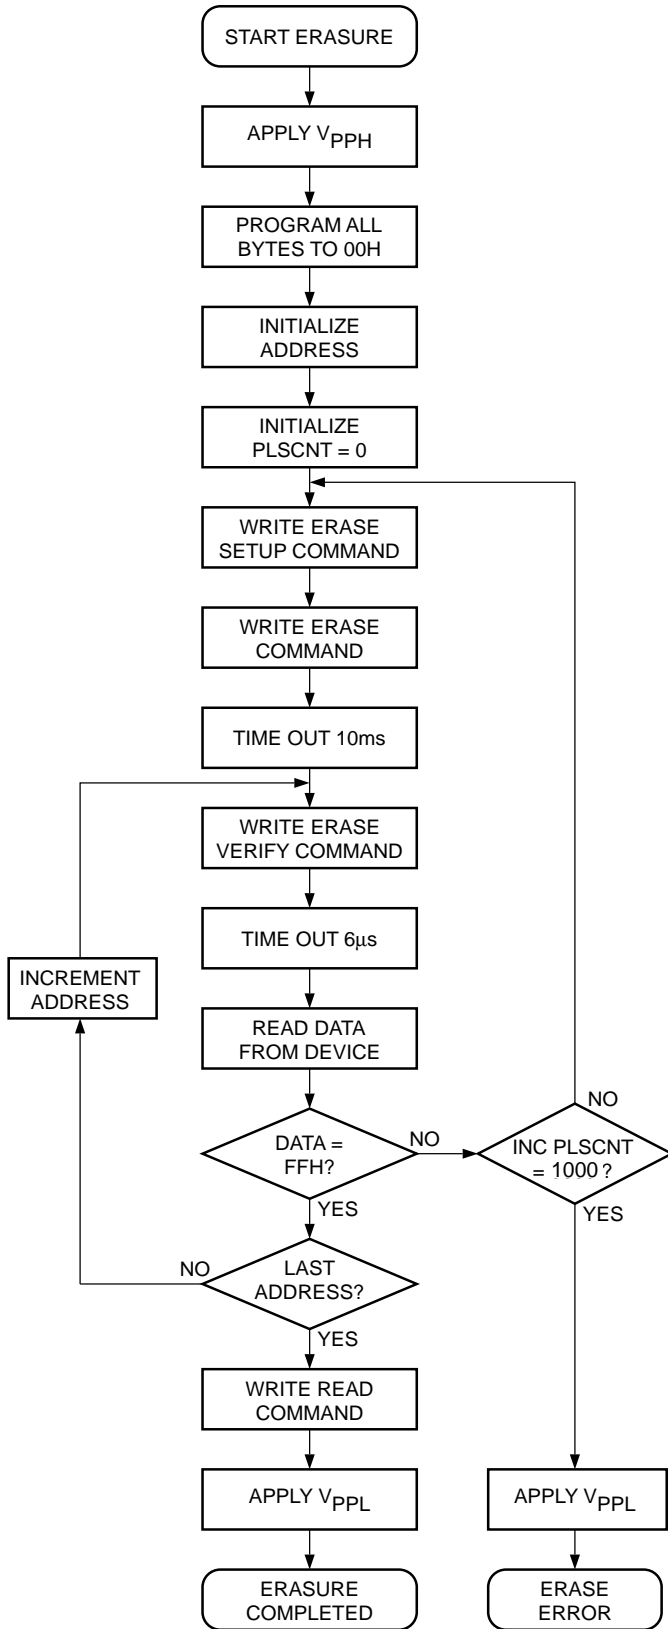 START ERASURE
APPLY VPPH
PROGRAM ALL
BYTES TO 00H
INITIALIZE
ADDRESS
INITIALIZE
PLSCNT = 0
WRITE ERASE
SETUP COMMAND
WRITE ERASE
COMMAND
TIME OUT 10ms
WRITE ERASE
VERIFY COMMAND
TIME OUT 6µs
INCREMENT
ADDRESS
READ DATA
FROM DEVICE
NO
DATA =
FFH?
NO
INC PLSCNT
= 1000 ?
YES
YES
NO
LAST
ADDRESS?
YES
WRITE READ
COMMAND
APPLY VPPL
APPLY VPPL
ERASURE
COMPLETED
ERASE
ERROR